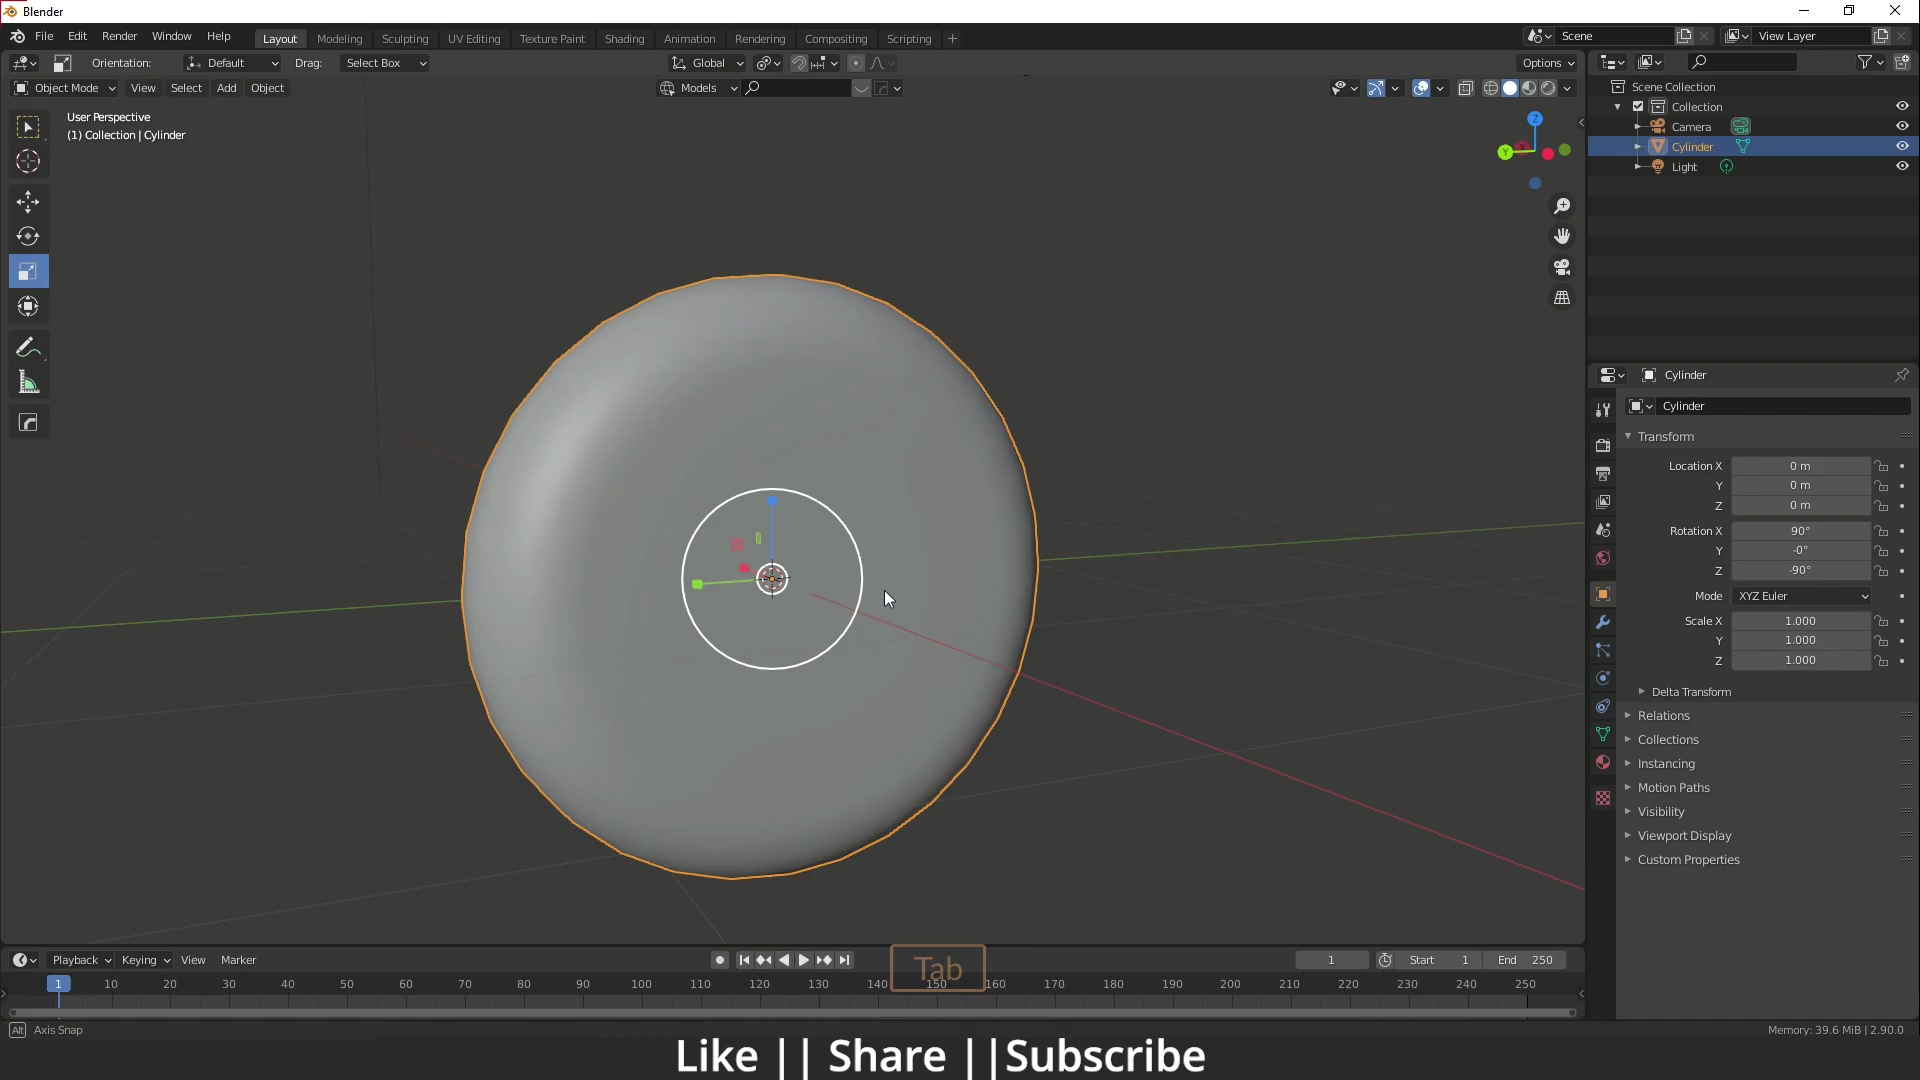 Blender
File Edit Render Window Help
Layout Modeling Sculpting UV Editing Texture Paint Shading Animation Rendering Compositing Scripting +
Scene
View Layer
Orientation: Default Drag: Select Box
Global
Options
Object Mode View Select Add Object
Models
User Perspective
(1) Collection | Cylinder
Z
Y
X
Scene Collection
Collection
Camera
Cylinder
Light
Cylinder
Cylinder
Transform
Location X 0 m
Y 0 m
Z 0 m
Rotation X 90°
Y -0°
Z -90°
Mode XYZ Euler
Scale X 1.000
Y 1.000
Z 1.000
Delta Transform
Relations
Collections
Instancing
Motion Paths
Visibility
Viewport Display
Custom Properties
Playback Keying View Marker
1 Start 1 End 250
Tab
1 10 20 30 40 50 60 70 80 90 100 110 120 130 140 150 160 170 180 190 200 210 220 230 240 250
Alt Axis Snap
Memory: 39.6 MiB | 2.90.0
Like || Share ||Subscribe